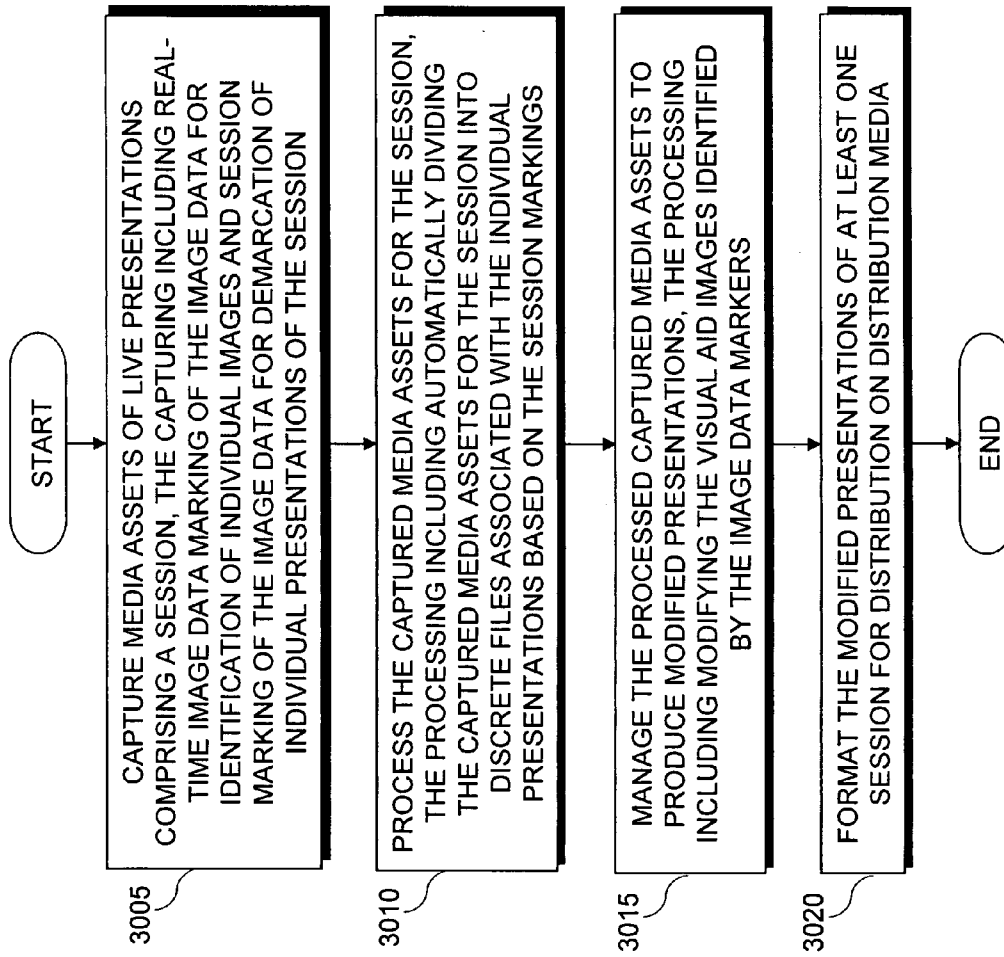 START
CAPTURE MEDIA ASSETS OF LIVE PRESENTATIONS
COMPRISING A SESSION, THE CAPTURING INCLUDING REAL-
TIME IMAGE DATA MARKING OF THE IMAGE DATA FOR
IDENTIFICATION OF INDIVIDUAL IMAGES AND SESSION
MARKING OF THE IMAGE DATA FOR DEMARCATION OF
INDIVIDUAL PRESENTATIONS OF THE SESSION
3005
PROCESS THE CAPTURED MEDIA ASSETS FOR THE SESSION,
THE PROCESSING INCLUDING AUTOMATICALLY DIVIDING
THE CAPTURED MEDIA ASSETS FOR THE SESSION INTO
DISCRETE FILES ASSOCIATED WITH THE INDIVIDUAL
PRESENTATIONS BASED ON THE SESSION MARKINGS
3010
MANAGE THE PROCESSED CAPTURED MEDIA ASSETS TO
PRODUCE MODIFIED PRESENTATIONS, THE PROCESSING
INCLUDING MODIFYING THE VISUAL AID IMAGES IDENTIFIED
BY THE IMAGE DATA MARKERS
3015
FORMAT THE MODIFIED PRESENTATIONS OF AT LEAST ONE
SESSION FOR DISTRIBUTION ON DISTRIBUTION MEDIA
3020
END